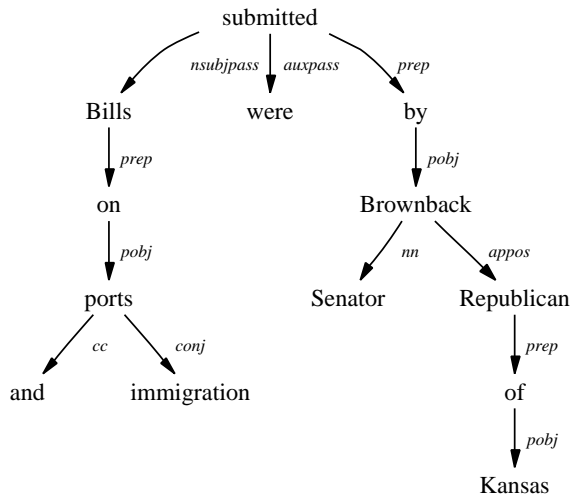 submitted
nsubjpass auxpass prep
Bills were by
prep pobj
on Brownback
pobj nn appos
ports Senator Republican
cc conj prep
and immigration of
pobj
Kansas